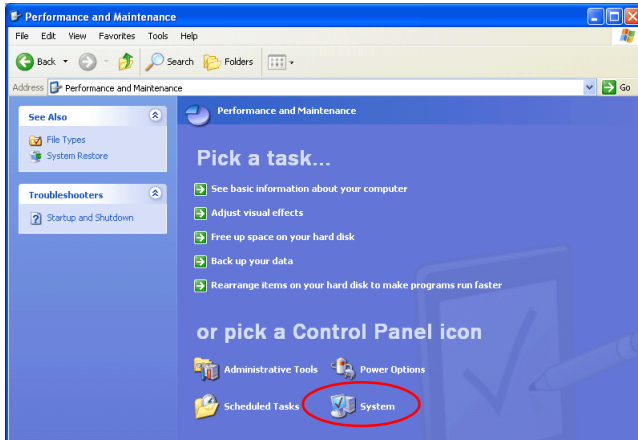 Performance and Maintenance
File Edit View Favorites Tools Help
Back Search Folders
Address Performance and Maintenance Go
See Also
File Types
System Restore
Troubleshooters
Startup and Shutdown
Performance and Maintenance
Pick a task...
See basic information about your computer
Adjust visual effects
Free up space on your hard disk
Back up your data
Rearrange items on your hard disk to make programs run faster
or pick a Control Panel icon
Administrative Tools Power Options
Scheduled Tasks System